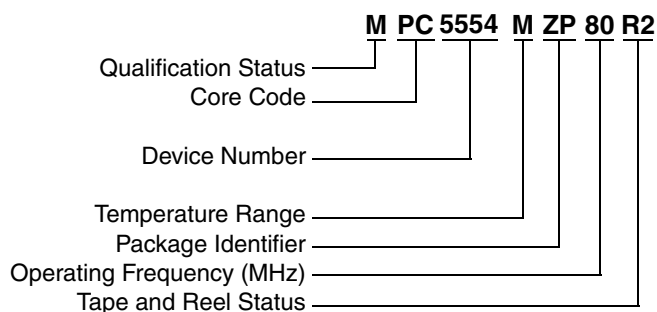 M PC 5554 M ZP 80 R2
Qualification Status
Core Code
Device Number
Temperature Range
Package Identifier
Operating Frequency (MHz)
Tape and Reel Status